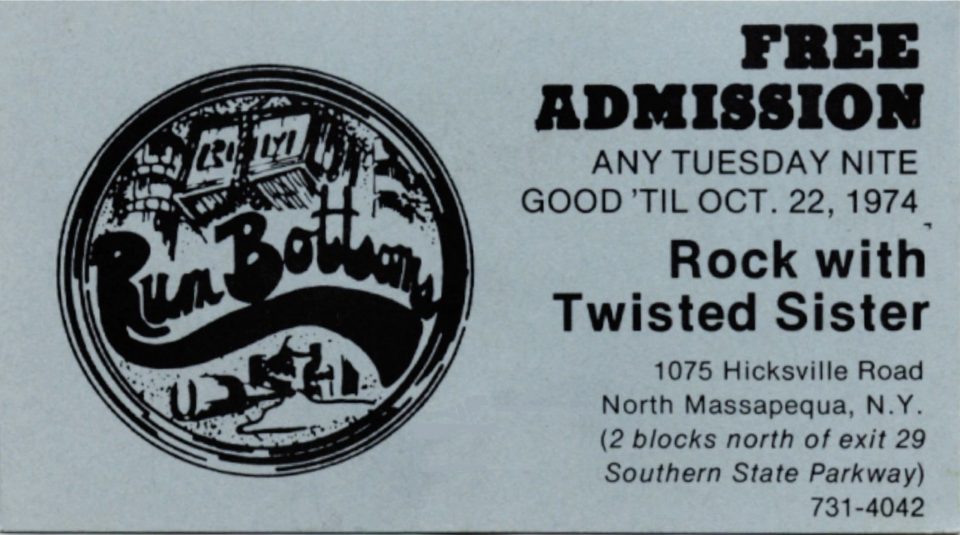 Rum Bottoms
FREE
ADMISSION
ANY TUESDAY NITE
GOOD 'TIL OCT. 22, 1974
Rock with
Twisted Sister
1075 Hicksville Road
North Massapequa, N.Y.
(2 blocks north of exit 29
Southern State Parkway)
731-4042